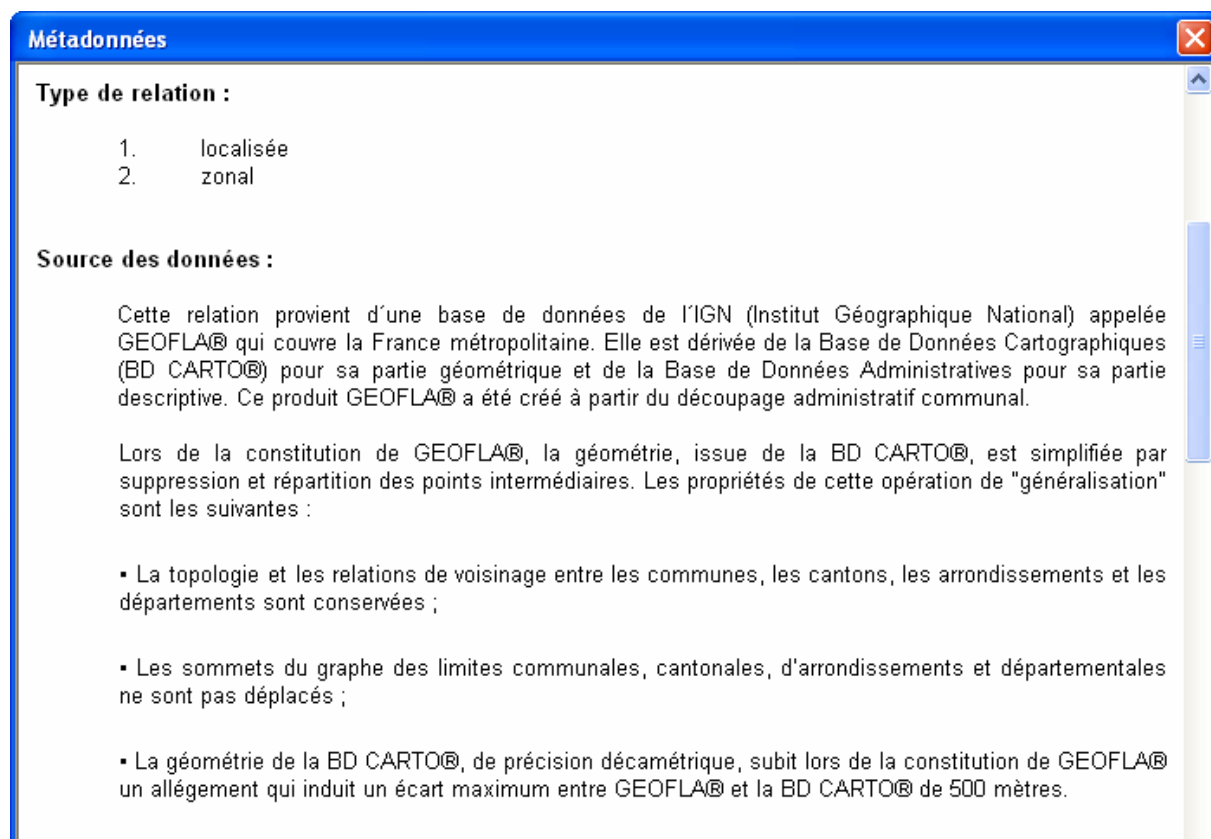 Métadonnées
Type de relation :
1. localisée
2. zonal
Source des données :
Cette relation provient d´une base de données de l´IGN (Institut Géographique National) appelée
GEOFLA® qui couvre la France métropolitaine. Elle est dérivée de la Base de Données Cartographiques
(BD CARTO®) pour sa partie géométrique et de la Base de Données Administratives pour sa partie
descriptive. Ce produit GEOFLA® a été créé à partir du découpage administratif communal.
Lors de la constitution de GEOFLA®, la géométrie, issue de la BD CARTO®, est simplifiée par
suppression et répartition des points intermédiaires. Les propriétés de cette opération de "généralisation"
sont les suivantes :
▪ La topologie et les relations de voisinage entre les communes, les cantons, les arrondissements et les
départements sont conservées ;
▪ Les sommets du graphe des limites communales, cantonales, d'arrondissements et départementales
ne sont pas déplacés ;
▪ La géométrie de la BD CARTO®, de précision décamétrique, subit lors de la constitution de GEOFLA®
un allégement qui induit un écart maximum entre GEOFLA® et la BD CARTO® de 500 mètres.